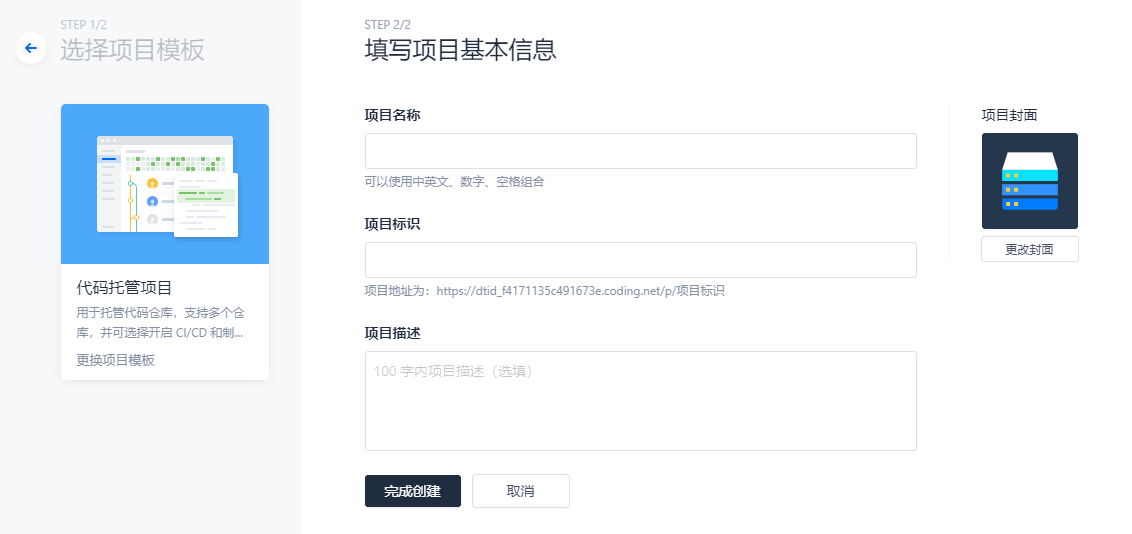 STEP 1/2
选择项目模板
代码托管项目
用于托管代码仓库，支持多个仓
库，并可选择开启 CI/CD 和制...
更换项目模板
STEP 2/2
填写项目基本信息
项目名称
可以使用中英文、数字、空格组合
项目标识
项目地址为：https://dtid_f4171135c491673e.coding.net/p/项目标识
项目描述
100 字内项目描述（选填）
完成创建
取消
项目封面
更改封面